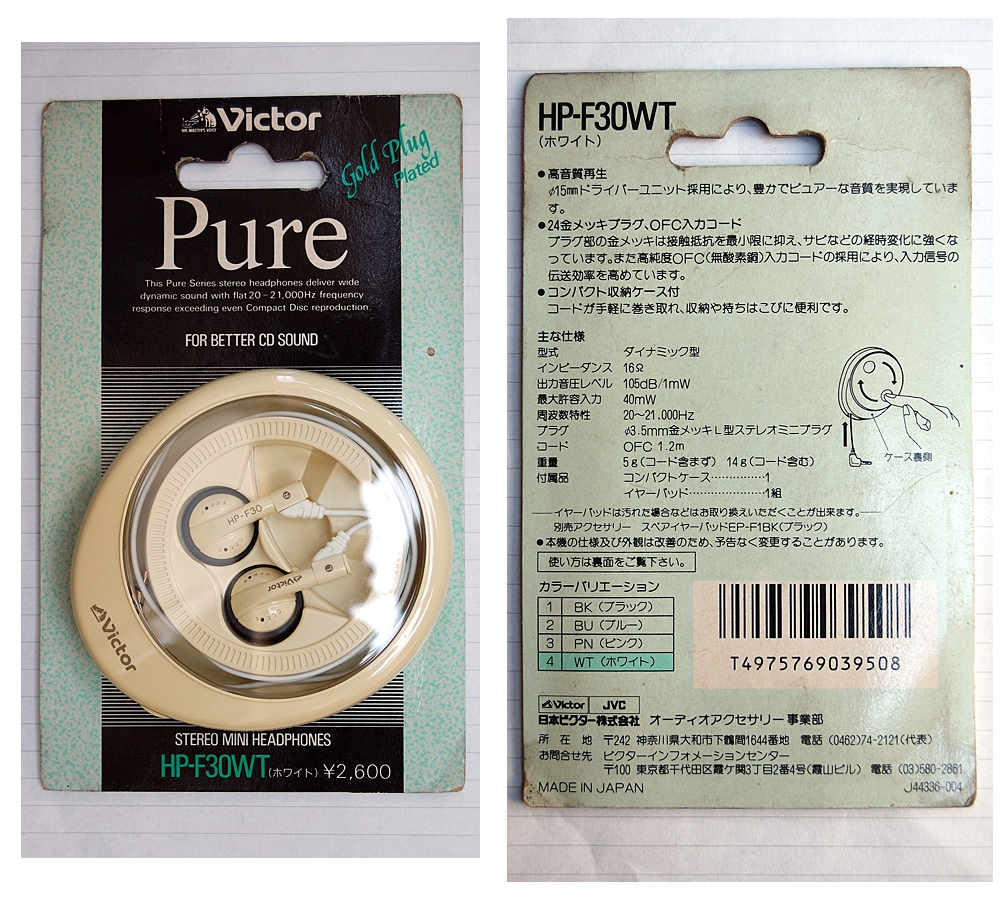 HIS MASTER'S VOICE
Victor
Gold Plug
Plated
Pure
This Pure Series stereo headphones deliver wide
dynamic sound with flat 20-21,000Hz frequency
response exceeding even Compact Disc reproduction.
FOR BETTER CD SOUND
HP-F30
Victor
Victor
STEREO MINI HEADPHONES
HP-F30WT(ホワイト) ¥2,600
HP-F30WT
(ホワイト)
●高音質再生
φ15mmドライバーユニット採用により、豊かでピュアーな音質を実現していま
す。
●24金メッキプラグ、OFC入力コード
プラグ部の金メッキは接触抵抗を最小限に抑え、サビなどの経時変化に強くな
っています。また高純度OFC(無酸素銅)入力コードの採用により、入力信号の
伝送効率を高めています。
●コンパクト収納ケース付
コードが手軽に巻き取れ、収納や持ちはこびに便利です。
主な仕様
型式 ダイナミック型
インピーダンス 16Ω
出力音圧レベル 105dB/1mW
最大許容入力 40mW
周波数特性 20〜21.000Hz
プラグ φ3.5mm金メッキL型ステレオミニプラグ
コード OFC 1.2m
重量 5g(コード含まず) 14g(コード含む)
付属品 コンパクトケース……………1
イヤーパッド……………………1組
ケース裏側
イヤーパッドは汚れた場合などはお取り換えいただくことが出来ます。
別売アクセサリー スペアイヤーパッドEP-F1BK(ブラック)
●本機の仕様及び外観は改善のため、予告なく変更することがあります。
使い方は裏面をご覧下さい。
カラーバリエーション
1 BK(ブラック)
2 BU(ブルー)
3 PN(ピンク)
4 WT(ホワイト)
T4975769039508
Victor JVC
日本ビクター株式会社 オーディオアクセサリー事業部
所在地 〒242 神奈川県大和市下鶴間1644番地 電話 (0462)74-2121(代表)
お問合せ先 ビクターインフォメーションセンター
〒100 東京都千代田区霞ケ関3丁目2番4号(霞山ビル) 電話 (03)580-2861
MADE IN JAPAN J44336-004